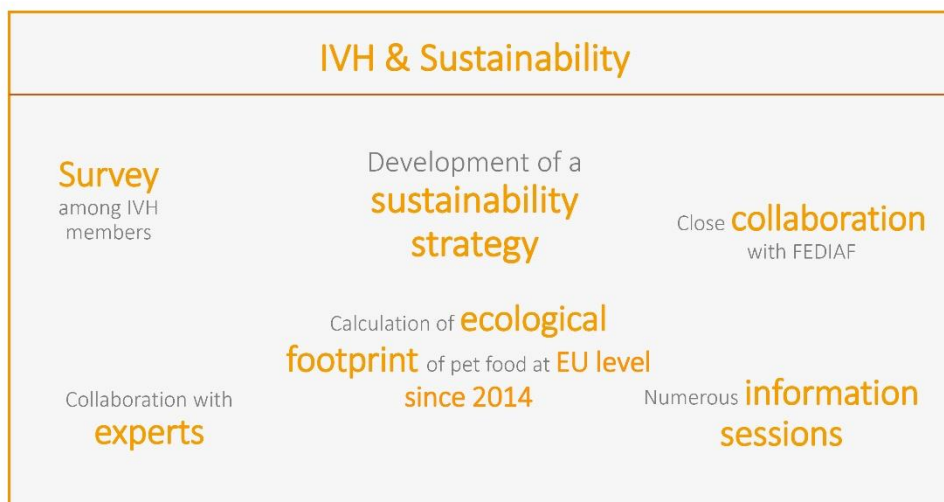 IVH & Sustainability
Survey
among IVH
members
Development of a
sustainability
strategy
Close collaboration
with FEDIAF
Calculation of ecological
footprint of pet food at EU level
since 2014
Collaboration with
experts
Numerous information
sessions